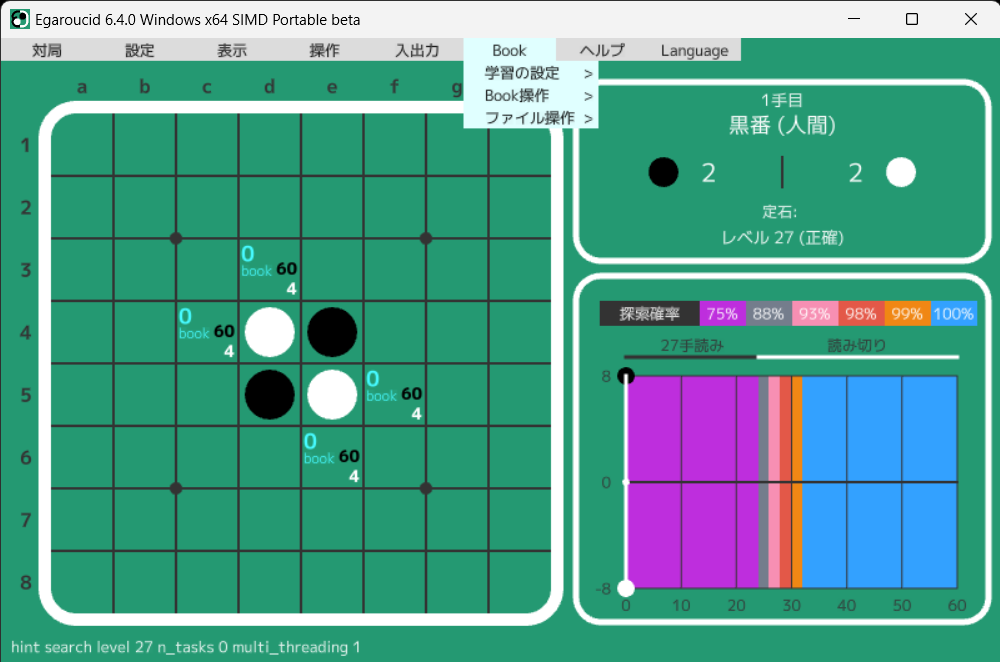 Egaroucid 6.4.0 Windows x64 SIMD Portable beta
対局 設定 表示 操作 入出力 Book ヘルプ Language
学習の設定 >
Book操作 >
ファイル操作 >
a b c d e f g
1
2
3
4
5
6
7
8
0
book 60
4
0
book 60
4
0
book 60
4
0
book 60
4
1手目
黒番 (人間)
2 2
定石:
レベル 27 (正確)
探索確率 75% 88% 93% 98% 99% 100%
27手読み 読み切り
8
0
-8
0 10 20 30 40 50 60
hint search level 27 n_tasks 0 multi_threading 1